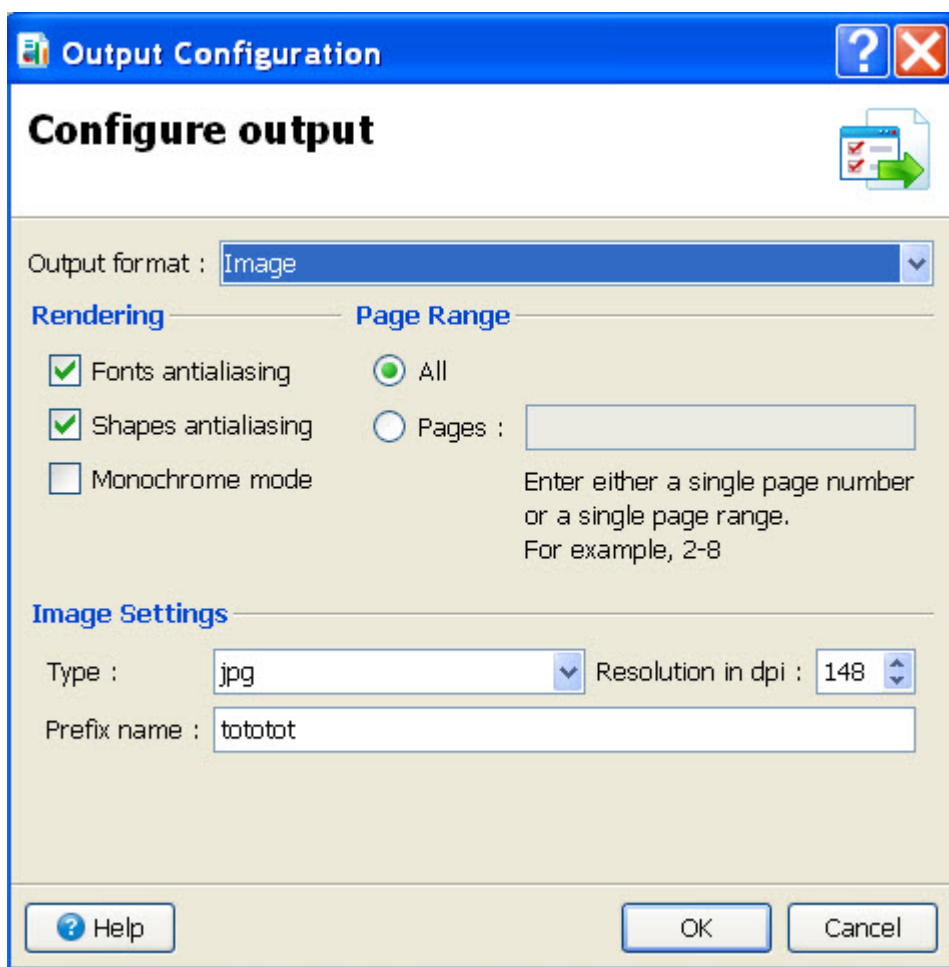 Output Configuration
Configure output
Output format : Image
Rendering Page Range
Fonts antialiasing All
Shapes antialiasing Pages :
Monochrome mode Enter either a single page number
or a single page range.
For example, 2-8
Image Settings
Type : jpg Resolution in dpi : 148
Prefix name : tototot
Help OK Cancel